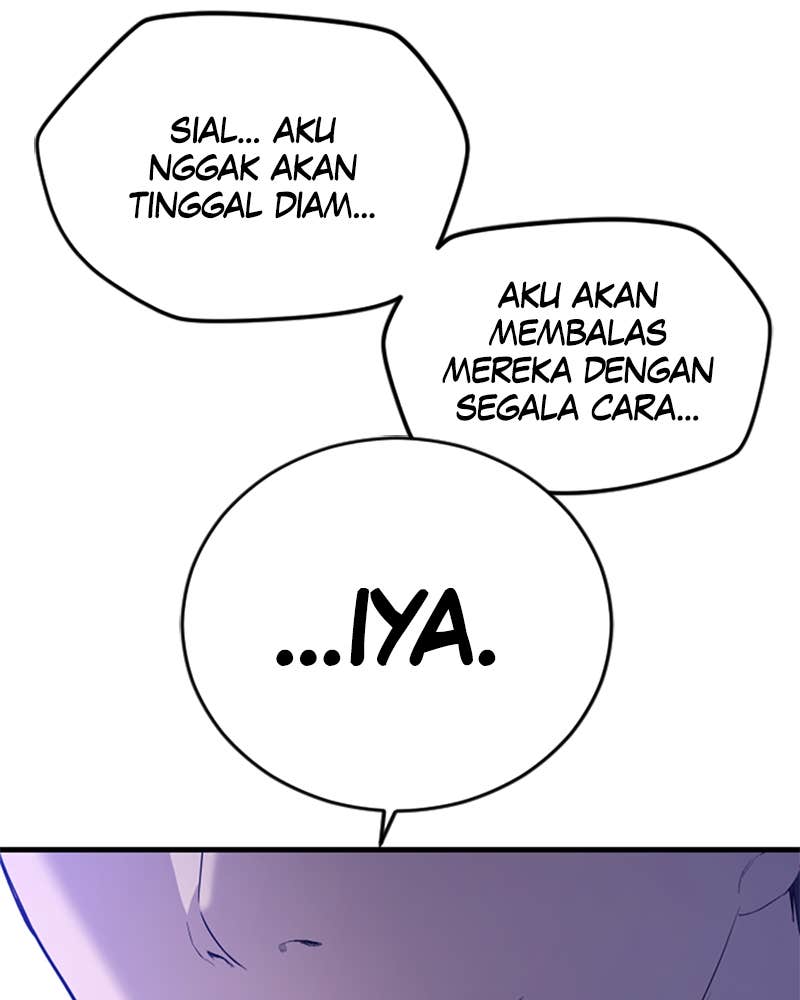 SIAL... AKU
NGGAK AKAN
TINGGAL DIAM...
AKU AKAN
MEMBALAS
MEREKA DENGAN
SEGALA CARA...
...IYA.